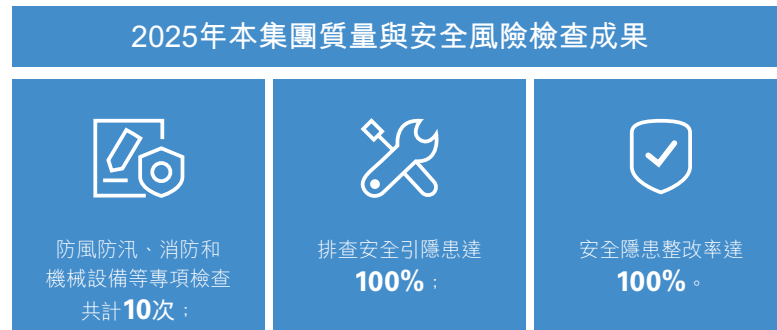 2025年本集團質量與安全風險檢查成果
防風防汛、消防和
機械設備等專項檢查
共計10次；
排查安全引隱患達
100%；
安全隱患整改率達
100%。